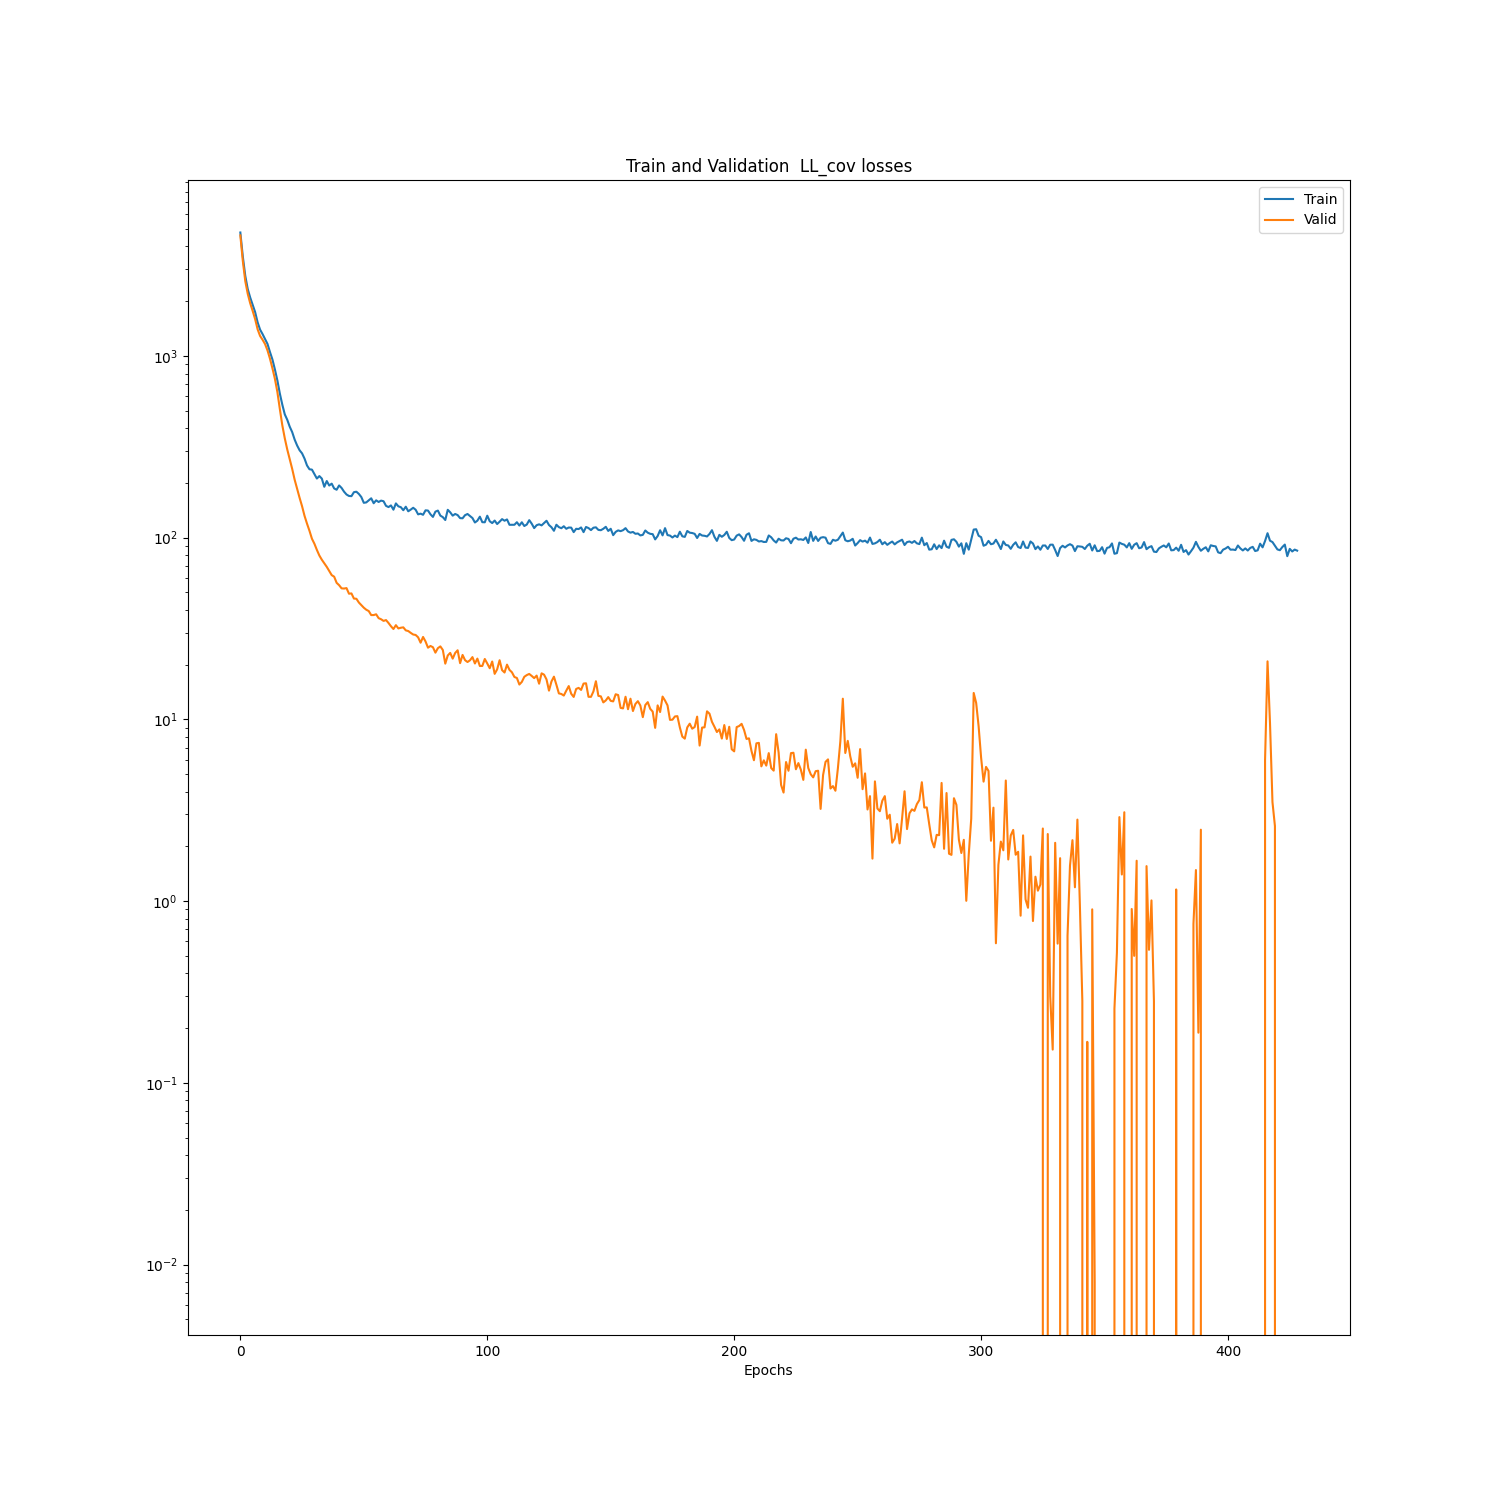 Train and Validation  LL_cov losses
Train
Valid
10³
10²
10¹
10⁰
10⁻¹
10⁻²
0 100 200 300 400
Epochs